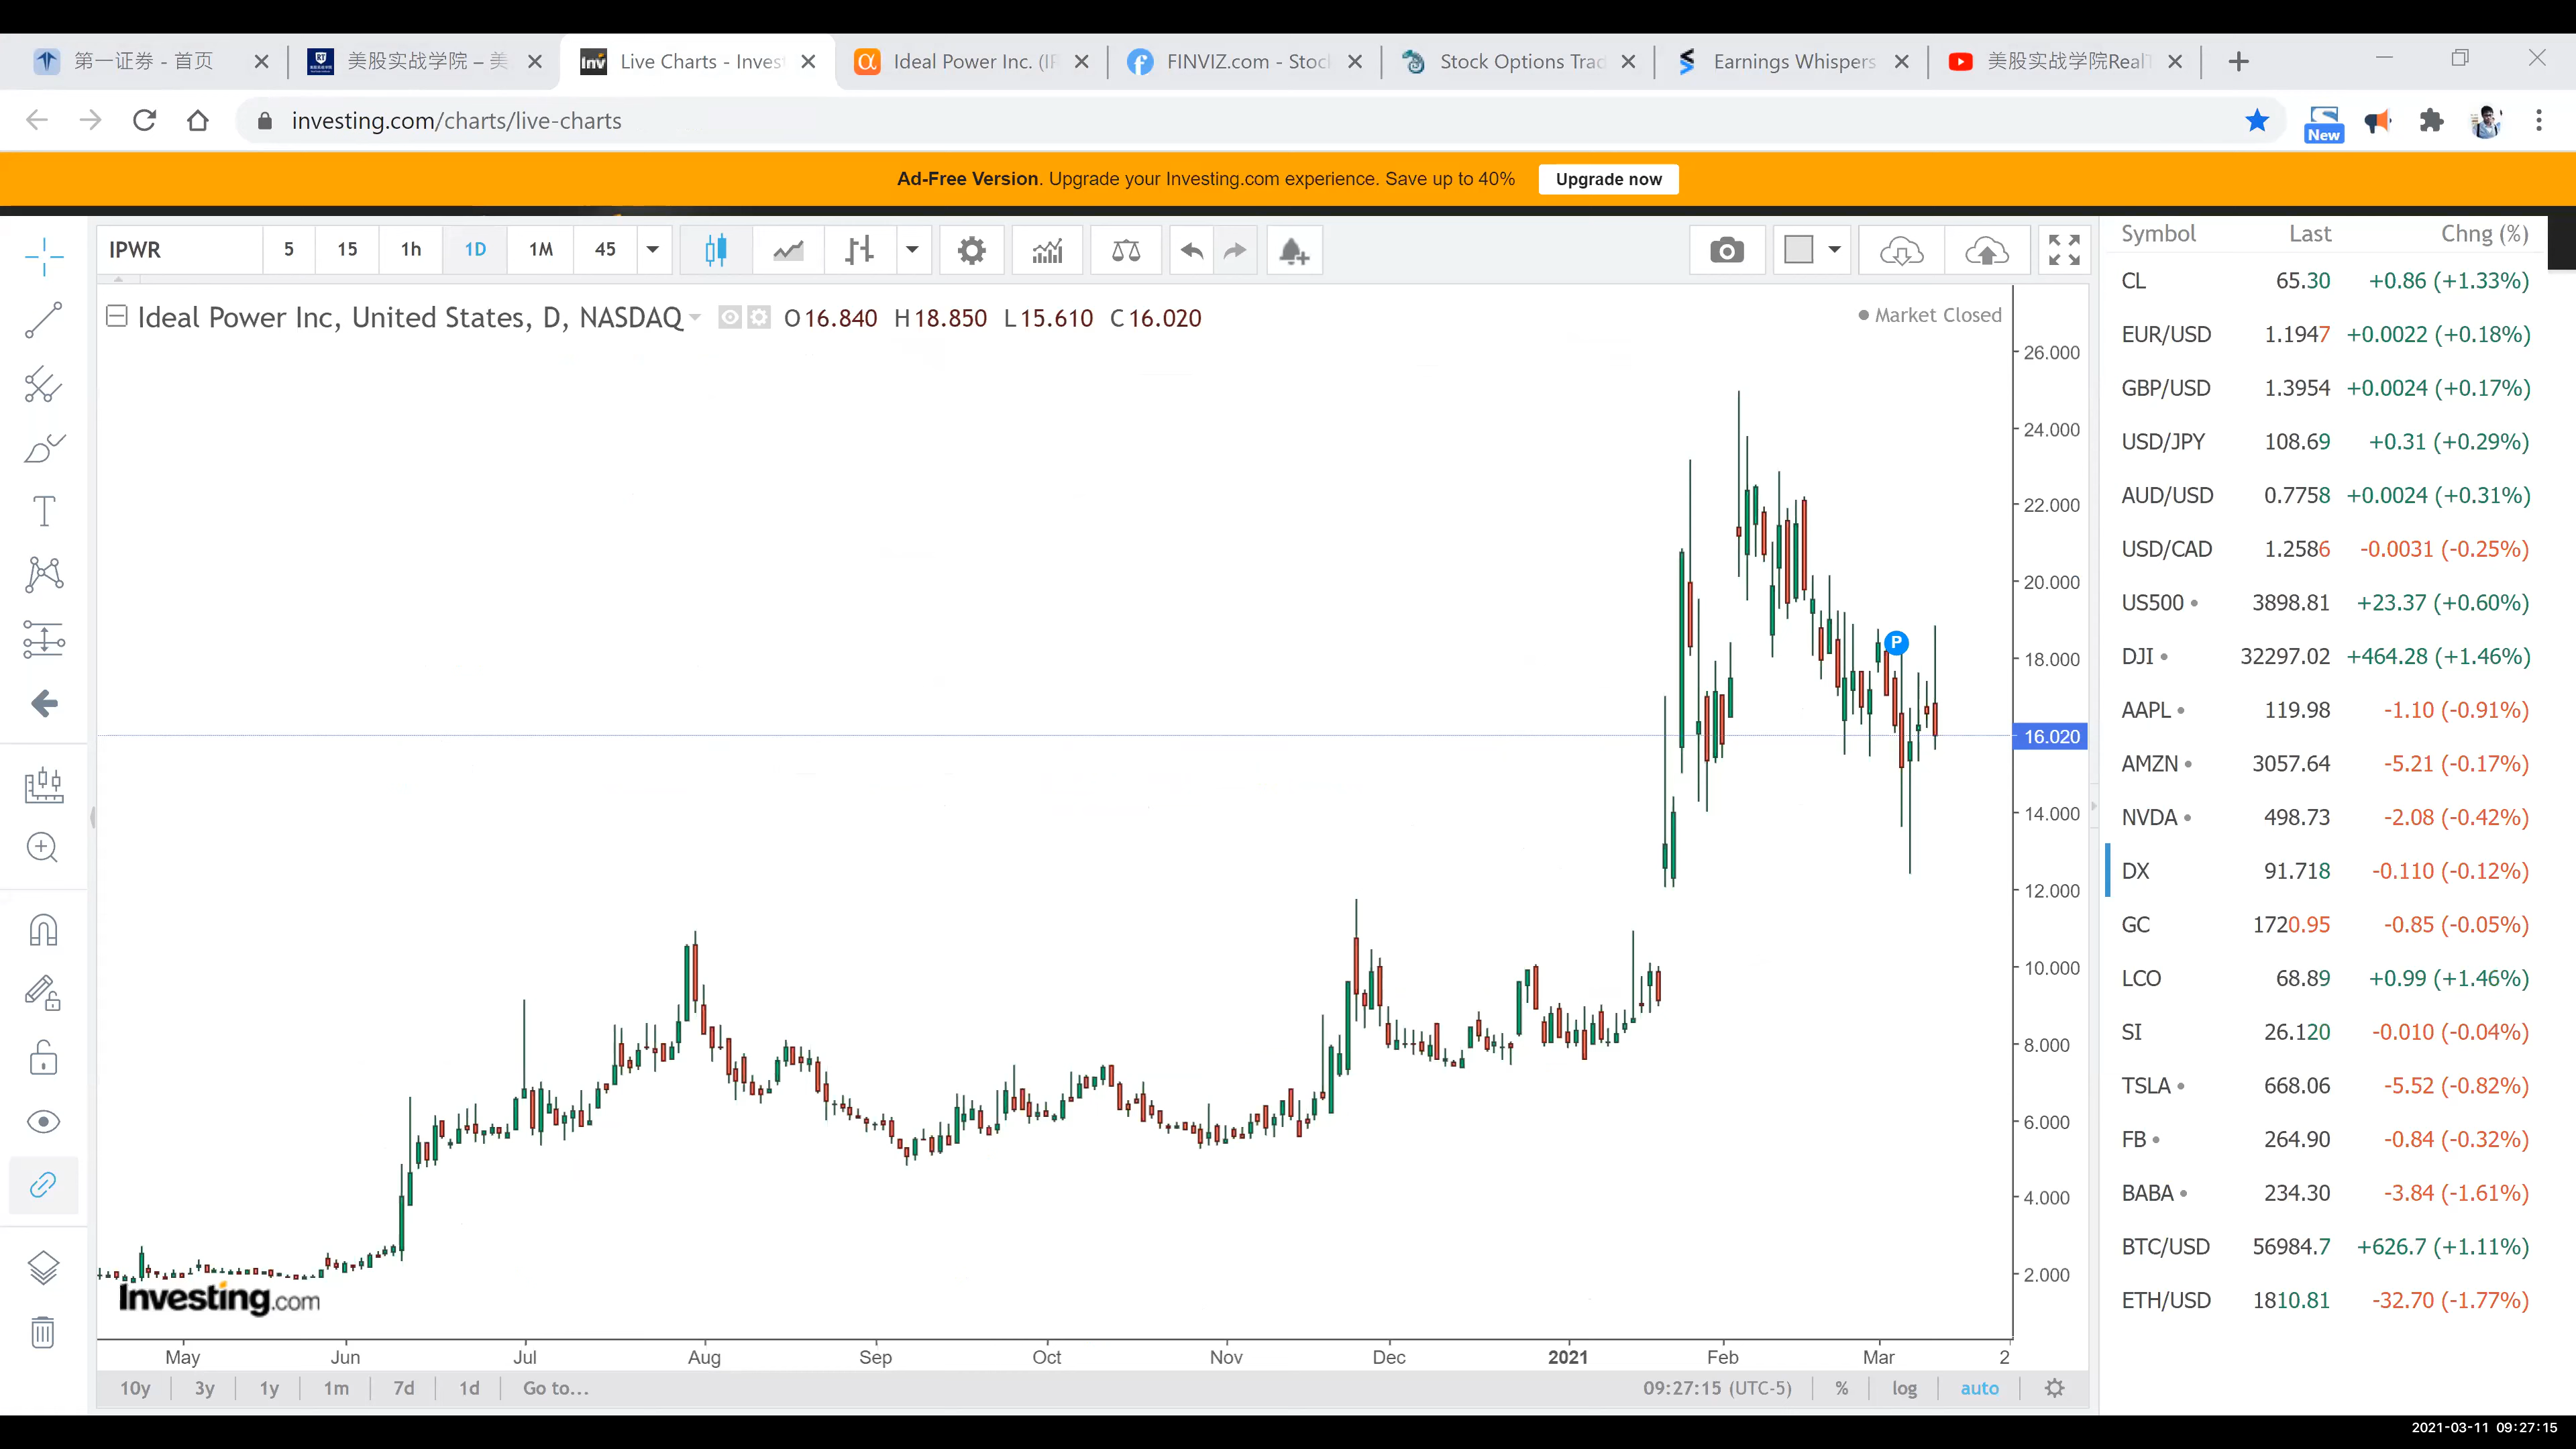 第一证券 - 首页
美股实战学院 – 美
Live Charts - Invest
Ideal Power Inc. (IP
FINVIZ.com - Stoc
Stock Options Trad
Earnings Whispers
美股实战学院RealT
investing.com/charts/live-charts
New
Ad-Free Version. Upgrade your Investing.com experience. Save up to 40% Upgrade now
IPWR 5 15 1h 1D 1M 45
Ideal Power Inc, United States, D, NASDAQ O16.840 H18.850 L15.610 C16.020
Market Closed
26.000
24.000
22.000
20.000
18.000
16.020
14.000
12.000
10.000
8.000
6.000
4.000
2.000
P
Investing.com
May Jun Jul Aug Sep Oct Nov Dec 2021 Feb Mar 2
10y 3y 1y 1m 7d 1d Go to... 09:27:15 (UTC-5) % log auto
Symbol Last Chng (%)
CL 65.30 +0.86 (+1.33%)
EUR/USD 1.1947 +0.0022 (+0.18%)
GBP/USD 1.3954 +0.0024 (+0.17%)
USD/JPY 108.69 +0.31 (+0.29%)
AUD/USD 0.7758 +0.0024 (+0.31%)
USD/CAD 1.2586 -0.0031 (-0.25%)
US500 3898.81 +23.37 (+0.60%)
DJI 32297.02 +464.28 (+1.46%)
AAPL 119.98 -1.10 (-0.91%)
AMZN 3057.64 -5.21 (-0.17%)
NVDA 498.73 -2.08 (-0.42%)
DX 91.718 -0.110 (-0.12%)
GC 1720.95 -0.85 (-0.05%)
LCO 68.89 +0.99 (+1.46%)
SI 26.120 -0.010 (-0.04%)
TSLA 668.06 -5.52 (-0.82%)
FB 264.90 -0.84 (-0.32%)
BABA 234.30 -3.84 (-1.61%)
BTC/USD 56984.7 +626.7 (+1.11%)
ETH/USD 1810.81 -32.70 (-1.77%)
2021-03-11 09:27:15